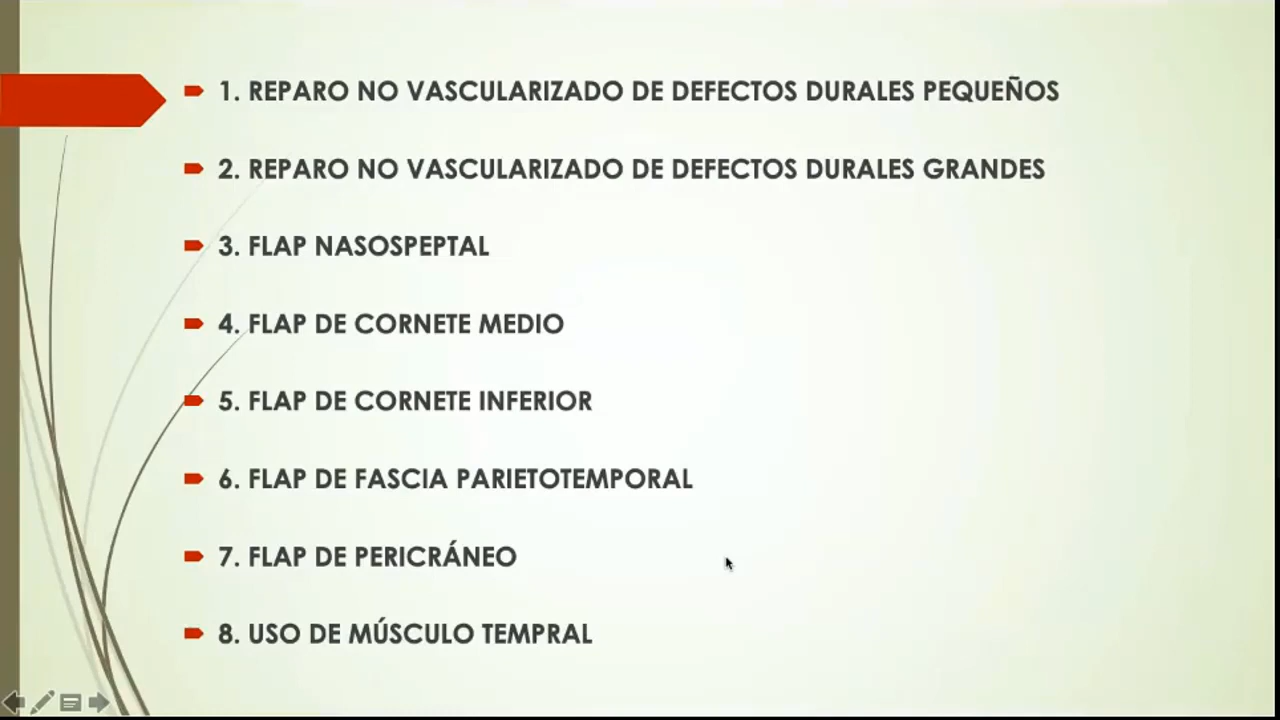 1. REPARO NO VASCULARIZADO DE DEFECTOS DURALES PEQUEÑOS
2. REPARO NO VASCULARIZADO DE DEFECTOS DURALES GRANDES
3. FLAP NASOSPEPTAL
4. FLAP DE CORNETE MEDIO
5. FLAP DE CORNETE INFERIOR
6. FLAP DE FASCIA PARIETOTEMPORAL
7. FLAP DE PERICRÁNEO
8. USO DE MÚSCULO TEMPRAL